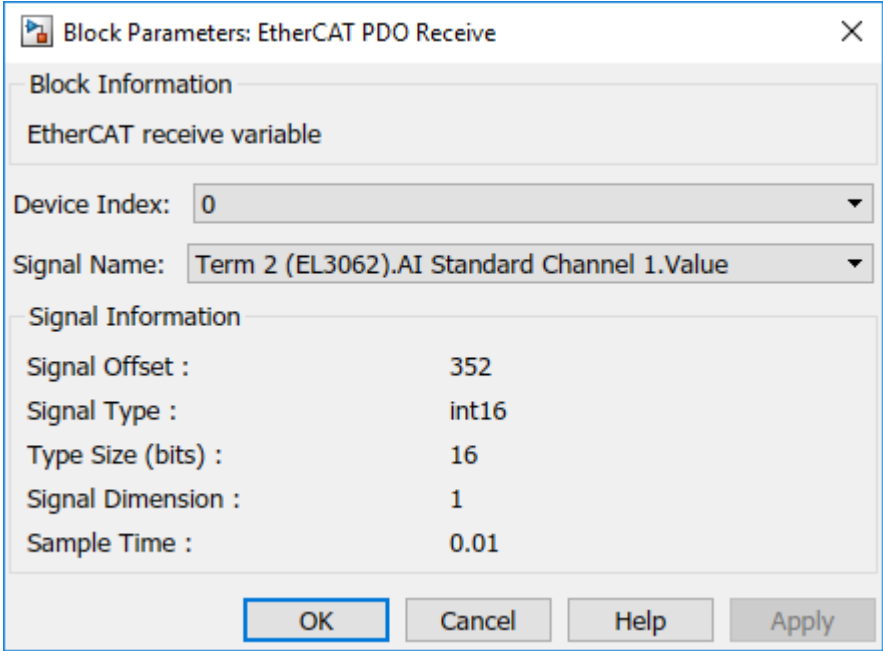 Block Parameters: EtherCAT PDO Receive
Block Information
EtherCAT receive variable
Device Index: 0
Signal Name: Term 2 (EL3062).AI Standard Channel 1.Value
Signal Information
Signal Offset : 352
Signal Type : int16
Type Size (bits) : 16
Signal Dimension : 1
Sample Time : 0.01
OK Cancel Help Apply